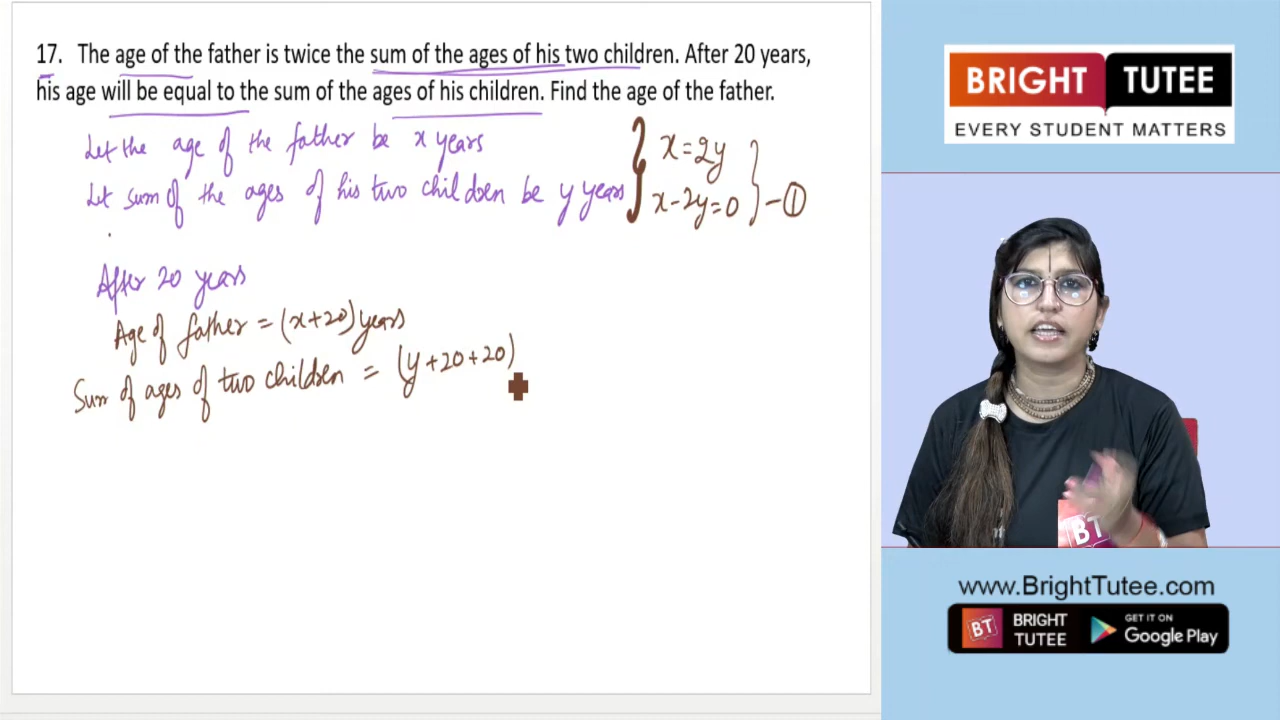 17. The age of the father is twice the sum of the ages of his two children. After 20 years,
his age will be equal to the sum of the ages of his children. Find the age of the father.
Let the age of the father be x years
Let sum of the ages of his two children be y years
x=2y
x-2y=0
-①
After 20 years
Age of father = (x+20) years
Sum of ages of two children = (y+20+20)
BRIGHT TUTEE
EVERY STUDENT MATTERS
BT
www.BrightTutee.com
BT BRIGHT TUTEE
GET IT ON
Google Play